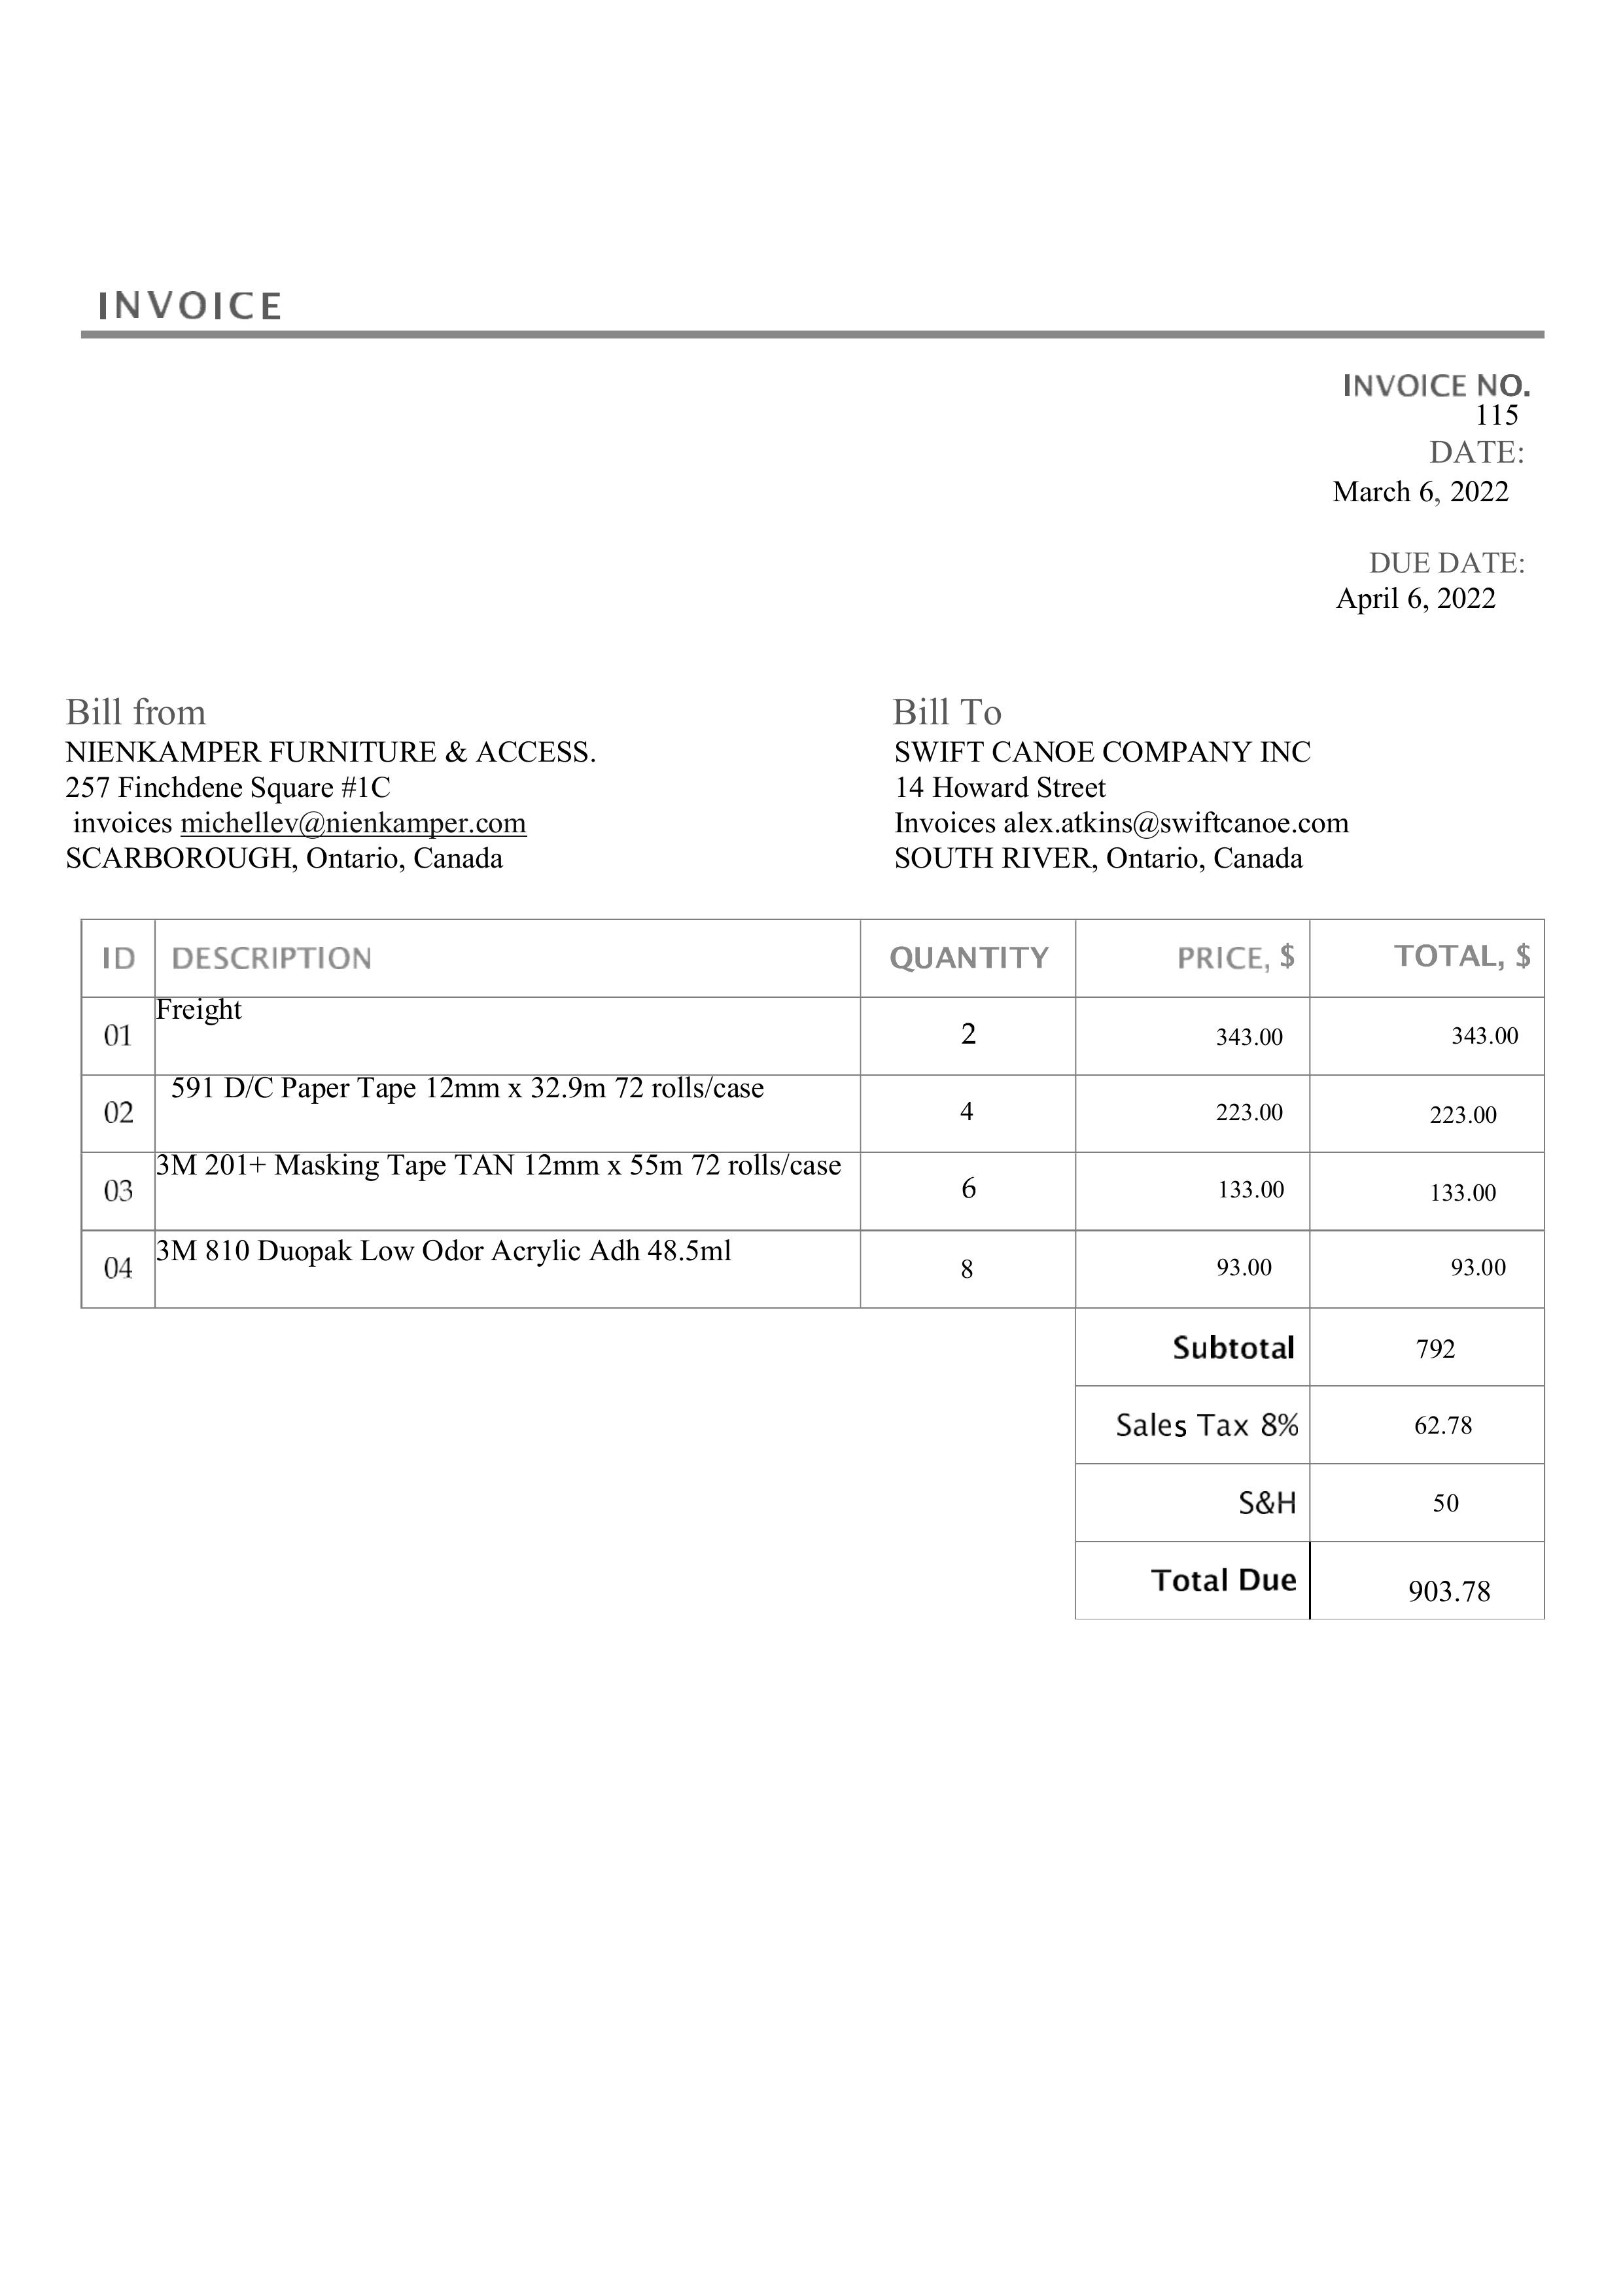 INVOICE
INVOICE NO.
115
DATE:
March 6, 2022
DUE DATE:
April 6, 2022
Bill from
NIENKAMPER FURNITURE & ACCESS.
257 Finchdene Square #1C
invoices michellev@nienkamper.com
SCARBOROUGH, Ontario, Canada
Bill To
SWIFT CANOE COMPANY INC
14 Howard Street
Invoices alex.atkins@swiftcanoe.com
SOUTH RIVER, Ontario, Canada
ID DESCRIPTION QUANTITY PRICE, $ TOTAL, $
01 Freight 2 343.00 343.00
02 591 D/C Paper Tape 12mm x 32.9m 72 rolls/case 4 223.00 223.00
03 3M 201+ Masking Tape TAN 12mm x 55m 72 rolls/case 6 133.00 133.00
04 3M 810 Duopak Low Odor Acrylic Adh 48.5ml 8 93.00 93.00
Subtotal 792
Sales Tax 8% 62.78
S&H 50
Total Due 903.78